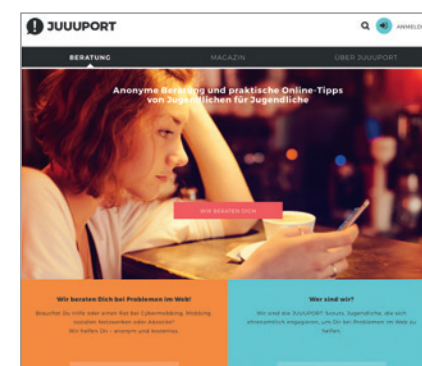 JUUUPORT
ANMELD
BERATUNG MAGAZIN ÜBER JUUUPORT
Anonyme Beratung und praktische Online-Tipps
von Jugendlichen für Jugendliche
WIR BERATEN DICH
Wir beraten Dich bei Problemen im Web!
Brauchst Du Hilfe oder einen Rat bei Cybermobbing, Mobbing,
sozialen Netzwerken oder Abzocke?
Wir helfen Dir – anonym und kostenlos.
Wer sind wir?
Wir sind die JUUUPORT Scouts, Jugendliche, die sich
ehrenamtlich engagieren, um Dir bei Problemen im Web zu
helfen.